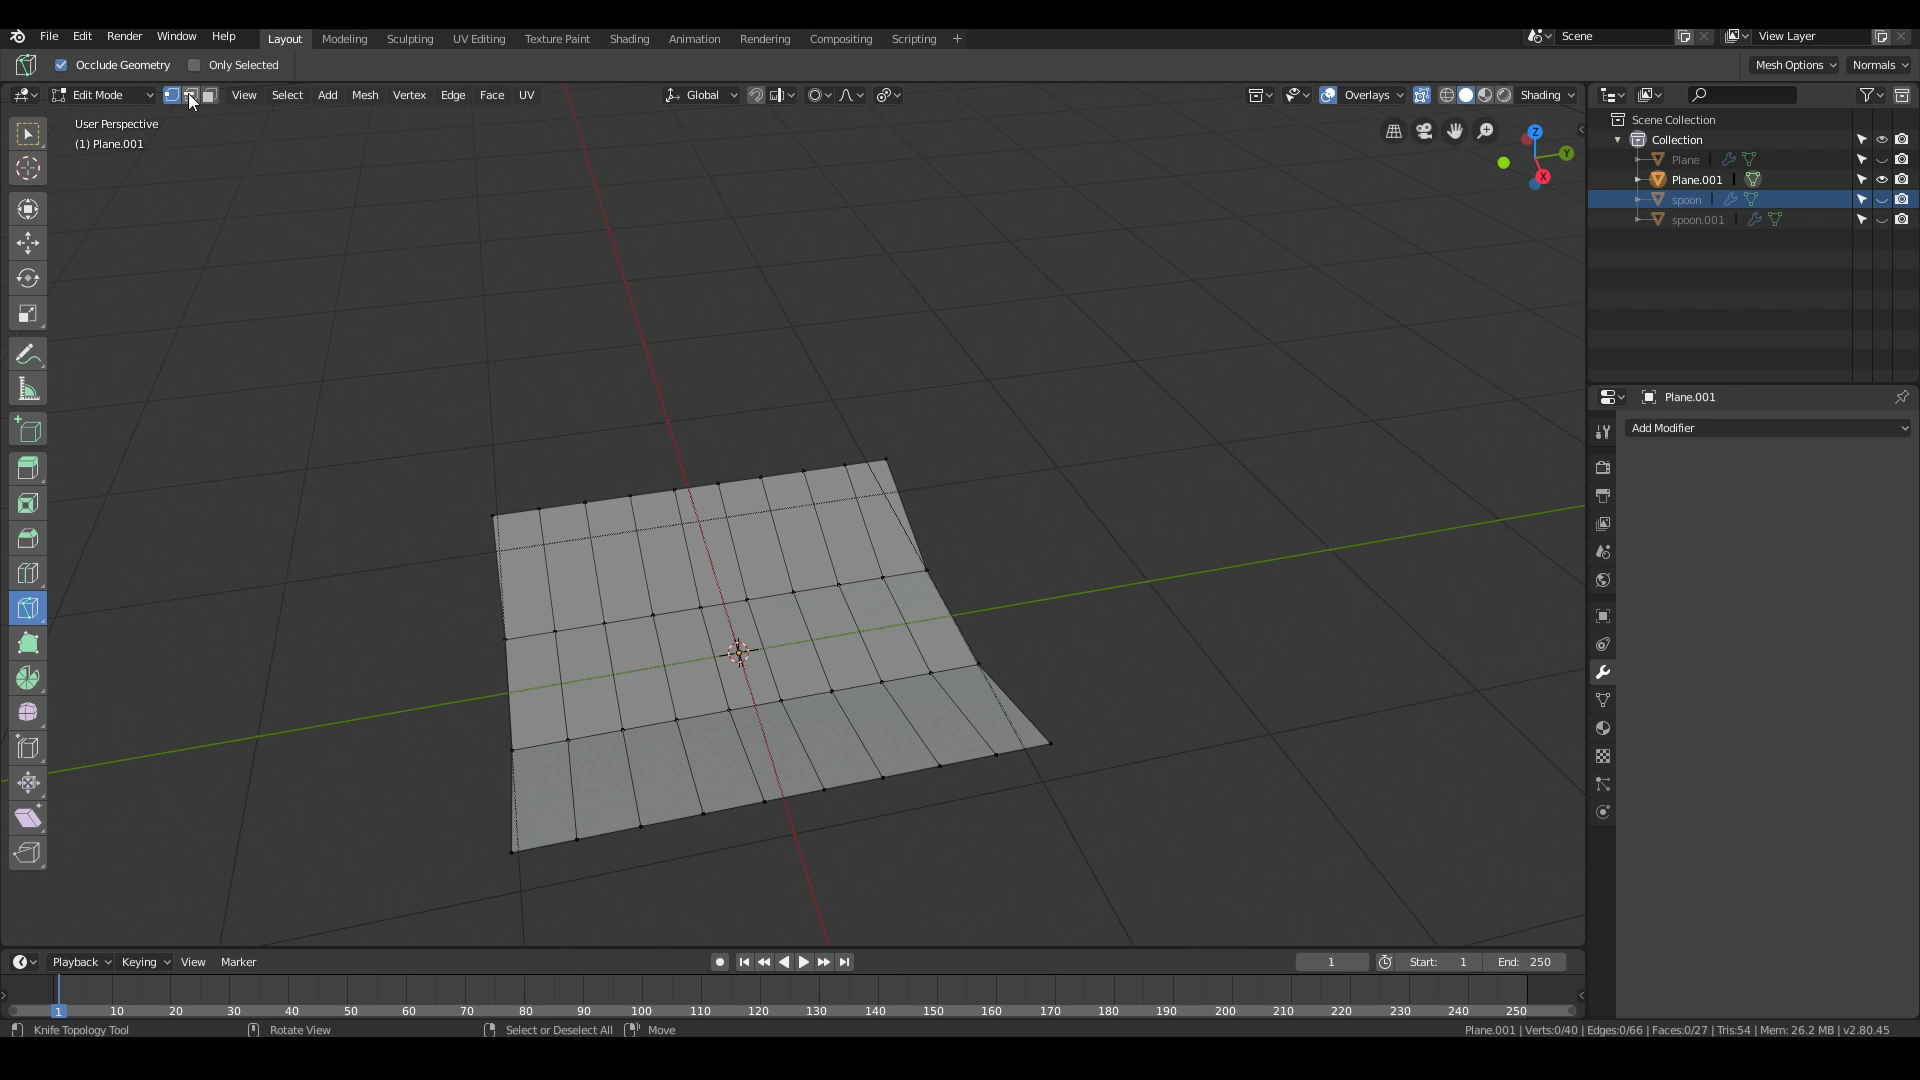 File Edit Render Window Help Layout Modeling Sculpting UV Editing Texture Paint Shading Animation Rendering Compositing Scripting + Scene View Layer
Occlude Geometry Only Selected Mesh Options Normals
Edit Mode View Select Add Mesh Vertex Edge Face UV Global Overlays Shading
User Perspective
(1) Plane.001
Z
Y
X
Scene Collection
Collection
Plane
Plane.001
spoon
spoon.001
Plane.001
Add Modifier
Playback Keying View Marker 1 Start: 1 End: 250
1 10 20 30 40 50 60 70 80 90 100 110 120 130 140 150 160 170 180 190 200 210 220 230 240 250
Knife Topology Tool Rotate View Select or Deselect All Move Plane.001 | Verts:0/40 | Edges:0/66 | Faces:0/27 | Tris:54 | Mem: 26.2 MB | v2.80.45